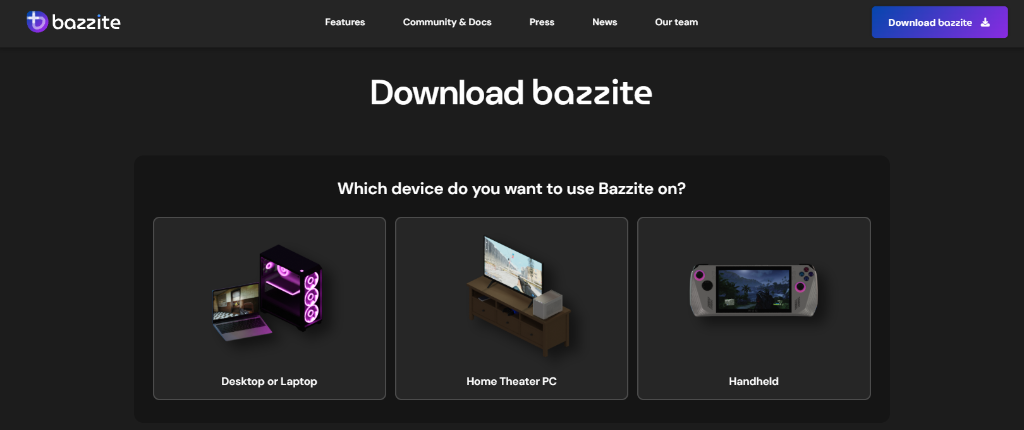 bazzite
Features
Community & Docs
Press
News
Our team
Download bazzite
Download bazzite
Which device do you want to use Bazzite on?
Desktop or Laptop
Home Theater PC
Handheld